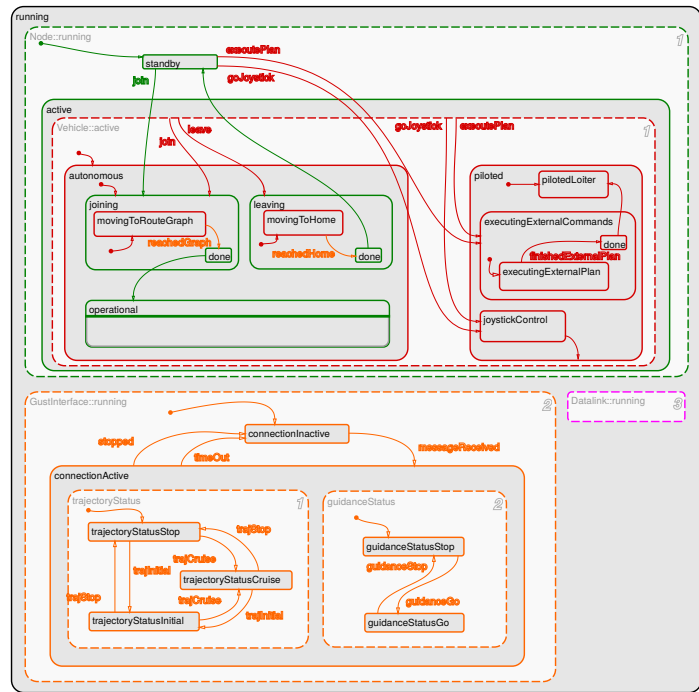 running
Node::running
1
executePlan
standby
goJoystick
join
active
Vehicle::active
leave
goJoystick
executePlan
1
join
autonomous
piloted
pilotedLoiter
joining
leaving
movingToRouteGraph
movingToHome
executingExternalCommands
reachedGraph
done
reachedHome
done
done
finishedExternalPlan
executingExternalPlan
operational
joystickControl
GustInterface::running
2
Datalink::running
3
stopped
connectionInactive
messageReceived
timeOut
connectionActive
trajectoryStatus
1
guidanceStatus
2
trajectoryStatusStop
trajStop
guidanceStatusStop
trajCruise
trajInitial
guidanceStop
trajectoryStatusCruise
trajStop
trajCruise
guidanceGo
trajInitial
trajectoryStatusInitial
guidanceStatusGo